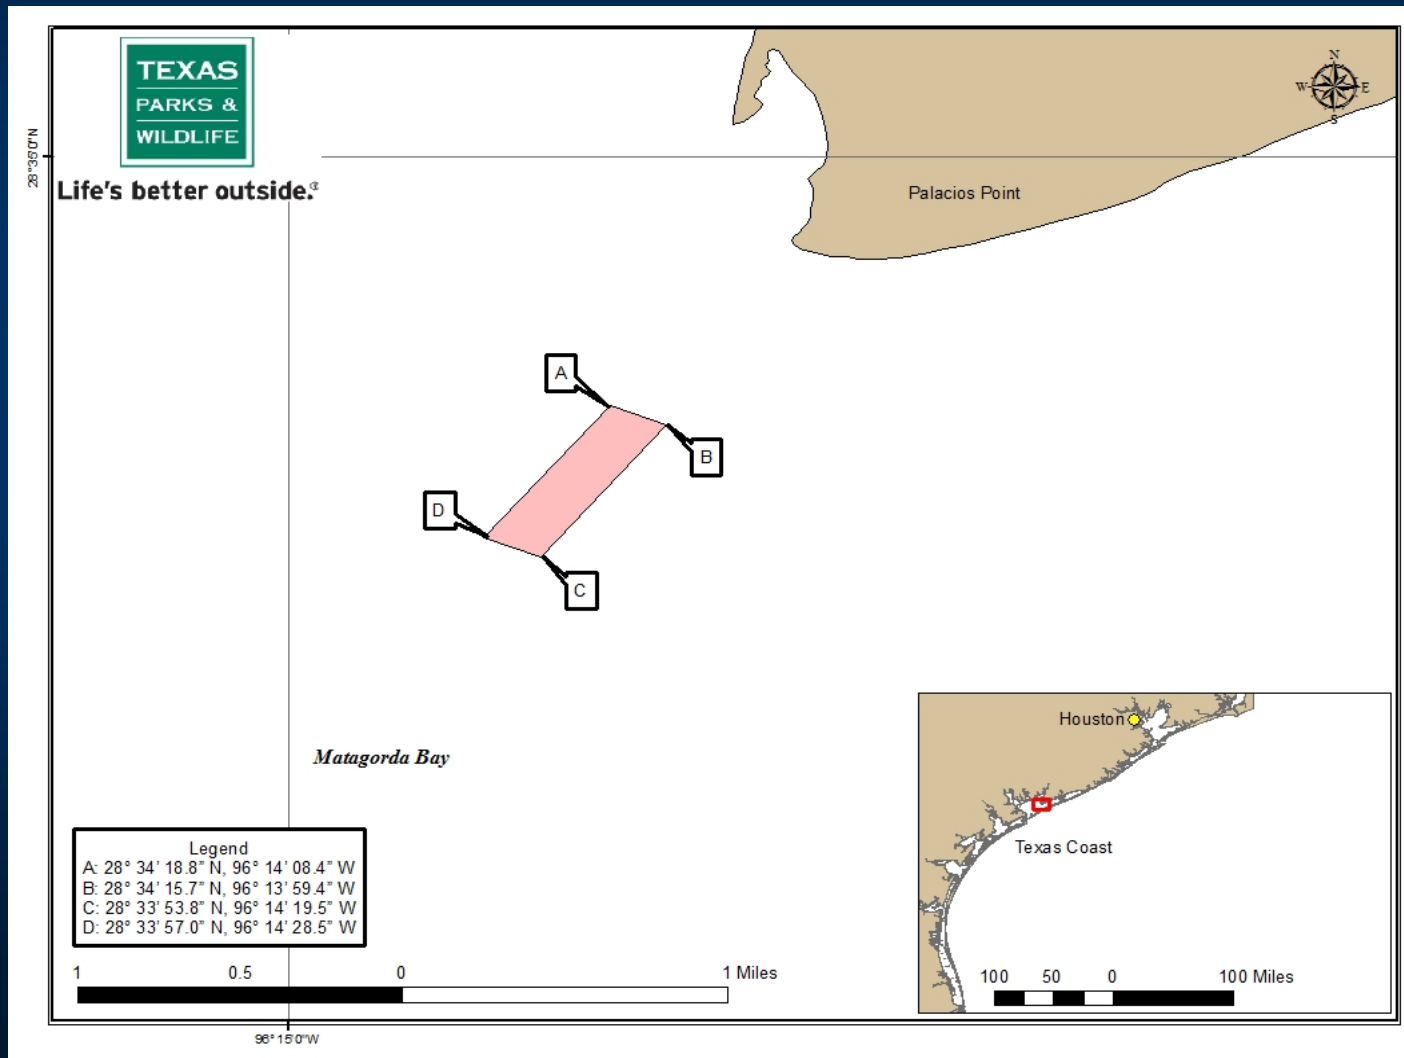 TEXAS
PARKS &
WILDLIFE
Life's better outside.®
N
W E
S
28°35'0"N
Palacios Point
A
B
D
C
Matagorda Bay
Houston
Texas Coast
100 50 0 100 Miles
Legend
A: 28° 34' 18.8" N, 96° 14' 08.4" W
B: 28° 34' 15.7" N, 96° 13' 59.4" W
C: 28° 33' 53.8" N, 96° 14' 19.5" W
D: 28° 33' 57.0" N, 96° 14' 28.5" W
1 0.5 0 1 Miles
96°15'0"W